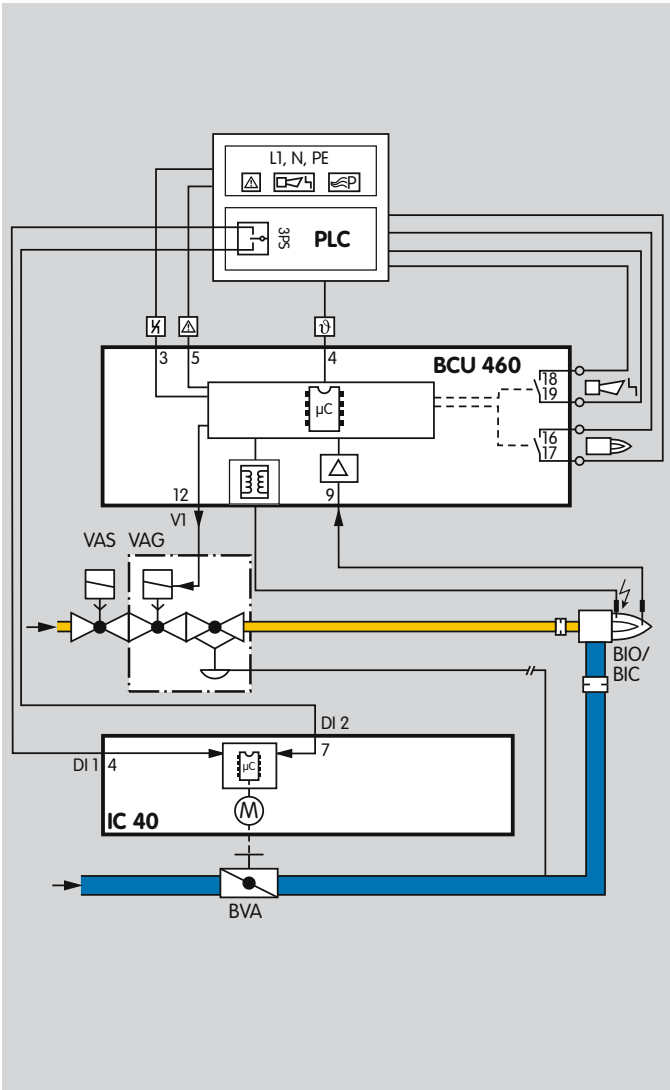 L1, N, PE
P
3PS
PLC
ϑ
3
5
4
BCU 460
µC
18
19
16
17
12
9
V1
VAS
VAG
BIO/
BIC
DI 2
7
DI 1
4
µC
M
IC 40
BVA